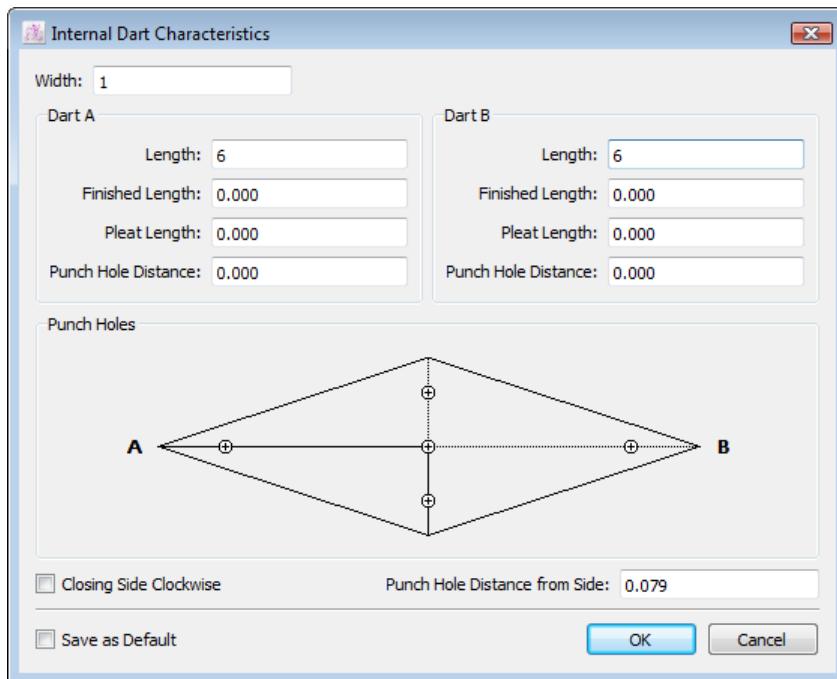 Internal Dart Characteristics
Width: 1
Dart A
Length: 6
Finished Length: 0.000
Pleat Length: 0.000
Punch Hole Distance: 0.000
Dart B
Length: 6
Finished Length: 0.000
Pleat Length: 0.000
Punch Hole Distance: 0.000
Punch Holes
A
B
Closing Side Clockwise
Punch Hole Distance from Side: 0.079
Save as Default
OK
Cancel